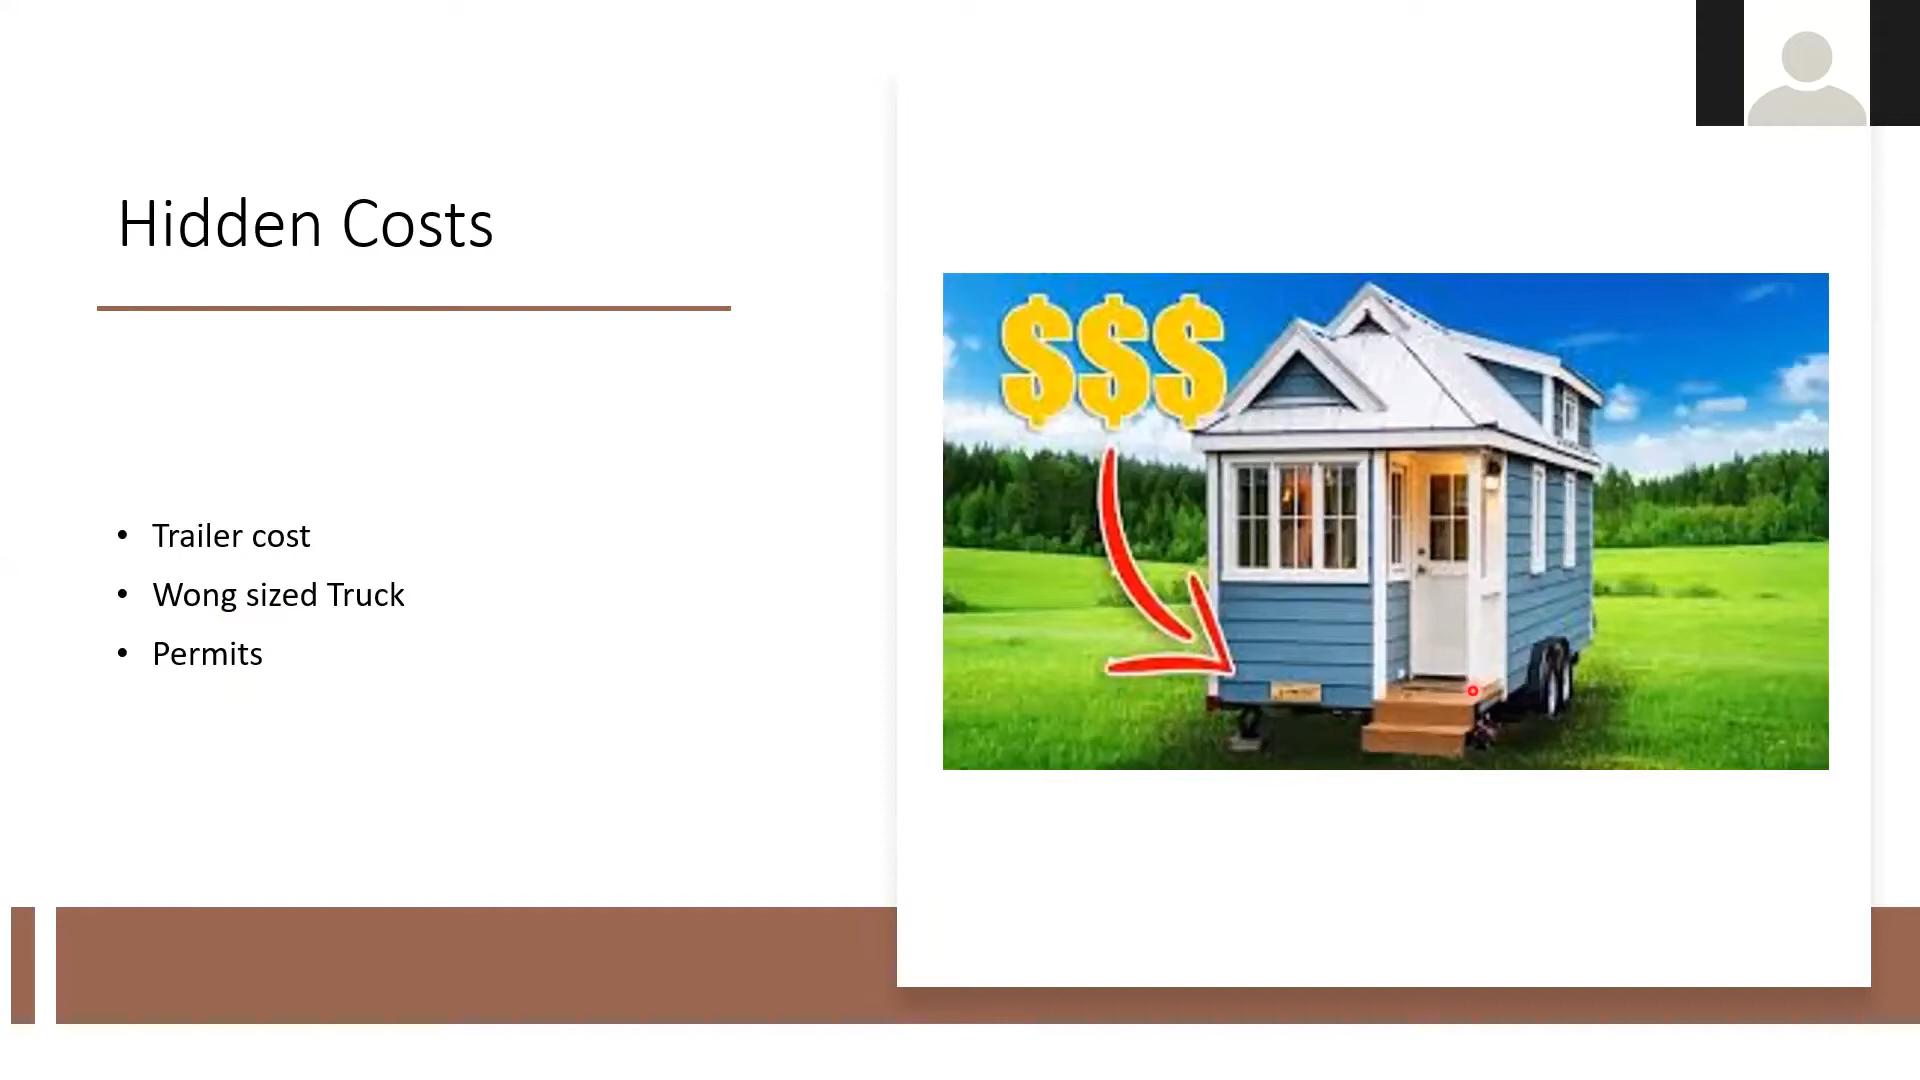 Hidden Costs
• Trailer cost
• Wong sized Truck
• Permits
$$$